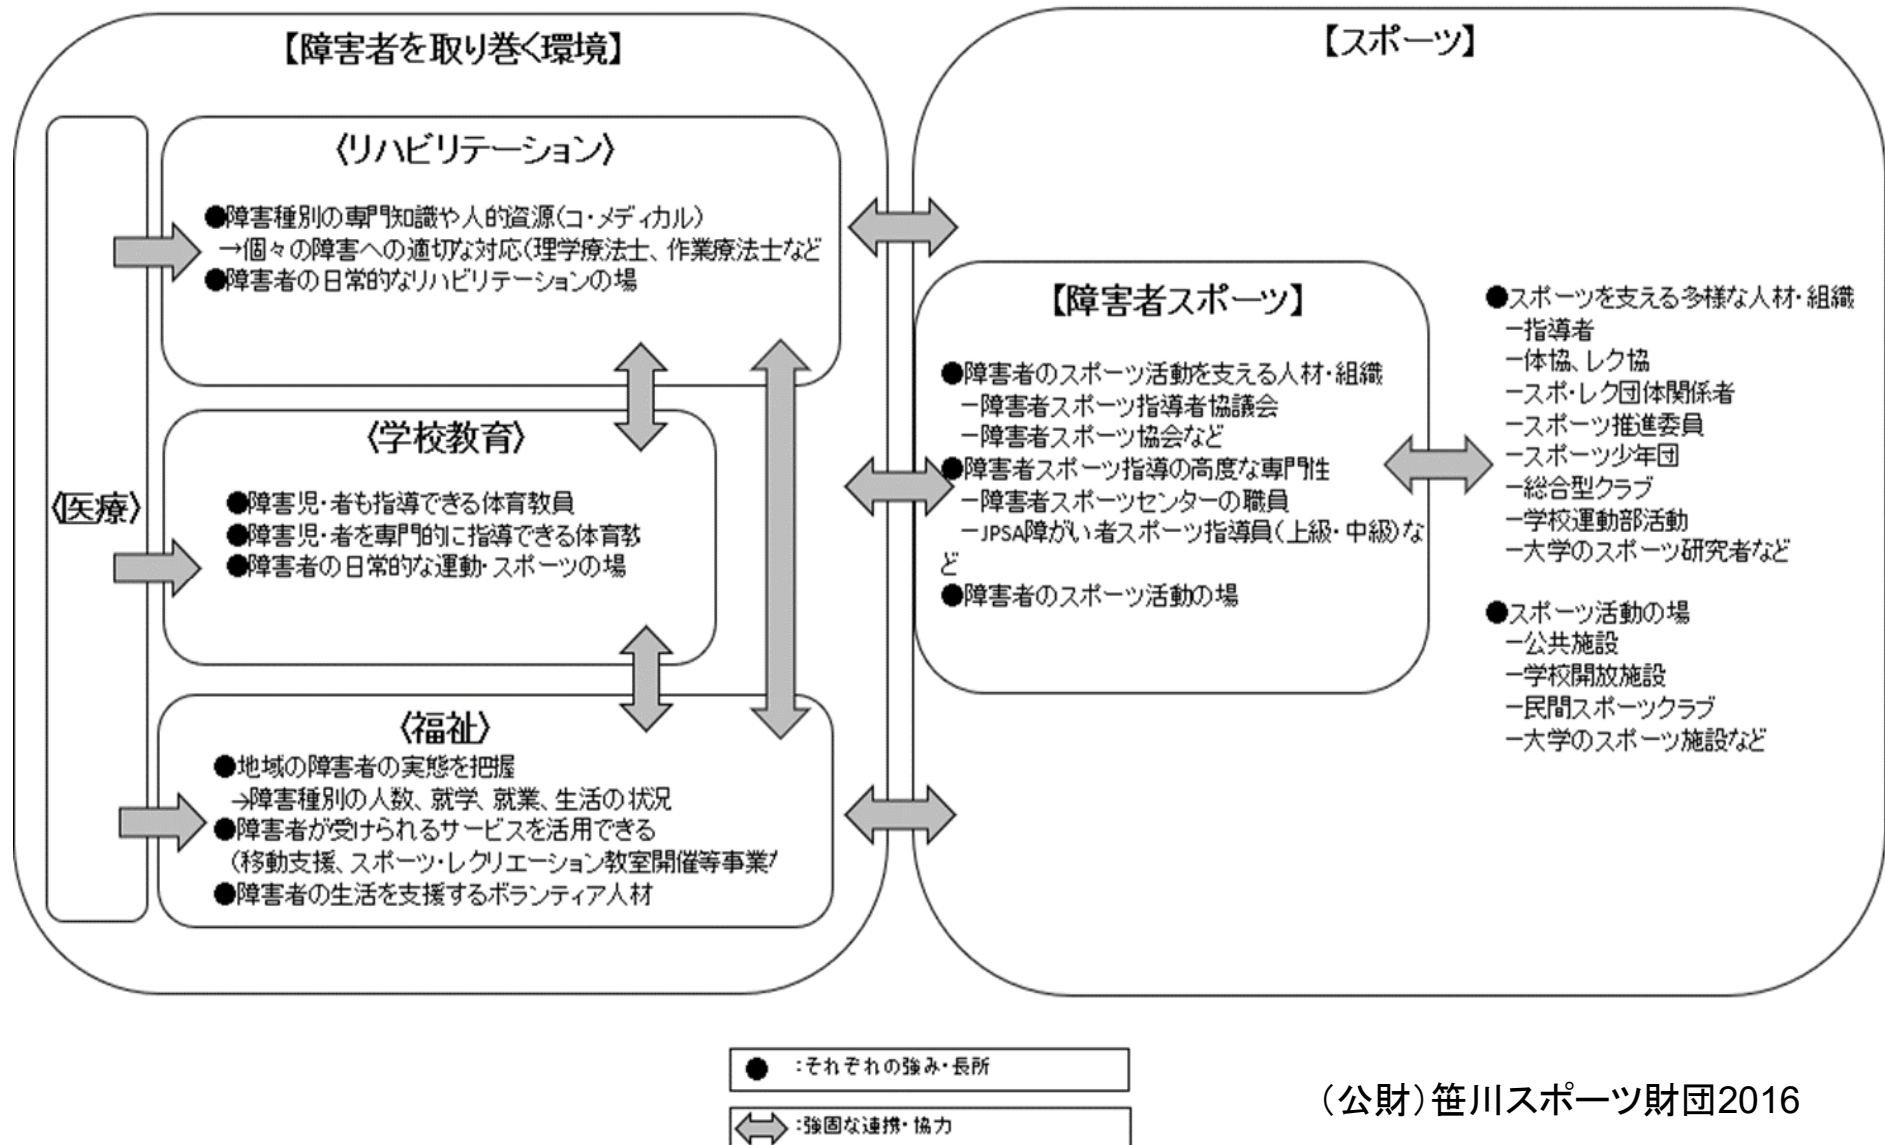 【障害者を取り巻く環境】
〈医療〉
〈リハビリテーション〉
●障害種別の専門知識や人的資源(コ・メディカル)
→個々の障害への適切な対応(理学療法士、作業療法士など
●障害者の日常的なリハビリテーションの場
〈学校教育〉
●障害児・者も指導できる体育教員
●障害児・者を専門的に指導できる体育教
●障害者の日常的な運動・スポーツの場
〈福祉〉
●地域の障害者の実態を把握
→障害種別の人数、就学、就業、生活の状況
●障害者が受けられるサービスを活用できる
(移動支援、スポーツ・レクリエーション教室開催等事業
●障害者の生活を支援するボランティア人材
【スポーツ】
【障害者スポーツ】
●障害者のスポーツ活動を支える人材・組織
－障害者スポーツ指導者協議会
－障害者スポーツ協会など
●障害者スポーツ指導の高度な専門性
－障害者スポーツセンターの職員
－JPSA障がい者スポーツ指導員(上級・中級)な
ど
●障害者のスポーツ活動の場
●スポーツを支える多様な人材・組織
－指導者
－体協、レク協
－スポ・レク団体関係者
－スポーツ推進委員
－スポーツ少年団
－総合型クラブ
－学校運動部活動
－大学のスポーツ研究者など
●スポーツ活動の場
－公共施設
－学校開放施設
－民間スポーツクラブ
－大学のスポーツ施設など
● :それぞれの強み・長所
:強固な連携・協力
(公財)笹川スポーツ財団2016